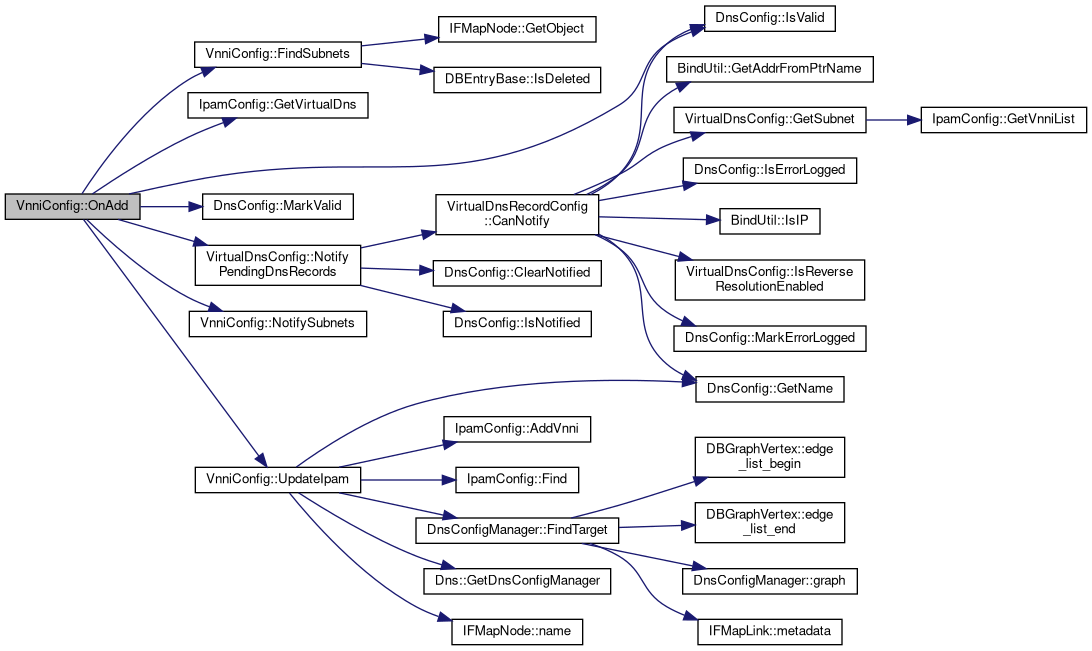 VnniConfig::OnAdd
VnniConfig::FindSubnets
IpamConfig::GetVirtualDns
DnsConfig::MarkValid
VirtualDnsConfig::Notify
PendingDnsRecords
VnniConfig::NotifySubnets
VnniConfig::UpdateIpam
IFMapNode::GetObject
DBEntryBase::IsDeleted
VirtualDnsRecordConfig
::CanNotify
DnsConfig::ClearNotified
DnsConfig::IsNotified
IpamConfig::AddVnni
IpamConfig::Find
DnsConfigManager::FindTarget
Dns::GetDnsConfigManager
IFMapNode::name
DnsConfig::IsValid
BindUtil::GetAddrFromPtrName
VirtualDnsConfig::GetSubnet
DnsConfig::IsErrorLogged
BindUtil::IsIP
VirtualDnsConfig::IsReverse
ResolutionEnabled
DnsConfig::MarkErrorLogged
DnsConfig::GetName
DBGraphVertex::edge
_list_begin
DBGraphVertex::edge
_list_end
DnsConfigManager::graph
IFMapLink::metadata
IpamConfig::GetVnniList